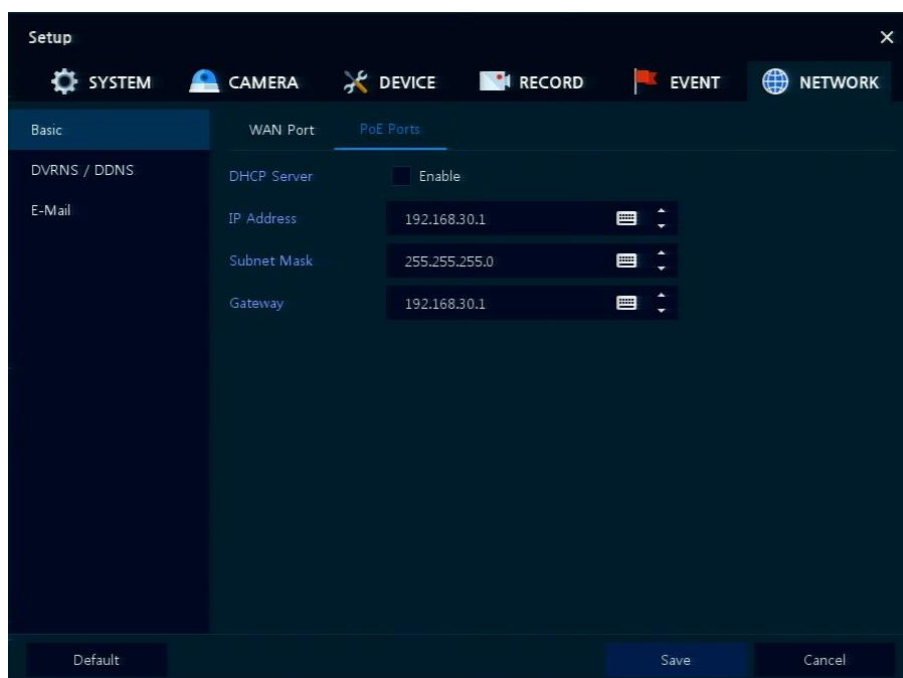 Setup
SYSTEM CAMERA DEVICE RECORD EVENT NETWORK
Basic
DVRNS / DDNS
E-Mail
WAN Port PoE Ports
DHCP Server Enable
IP Address 192.168.30.1
Subnet Mask 255.255.255.0
Gateway 192.168.30.1
Default Save Cancel